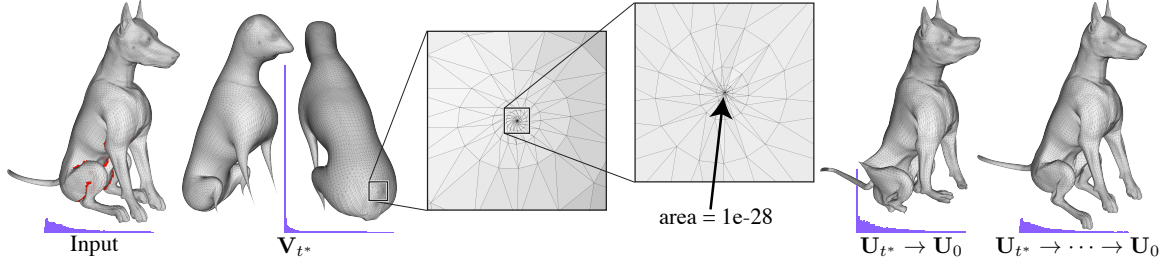 area = 1e-28
Input
V_{t*}
U_{t*} → U_0
U_{t*} → ⋯ → U_0